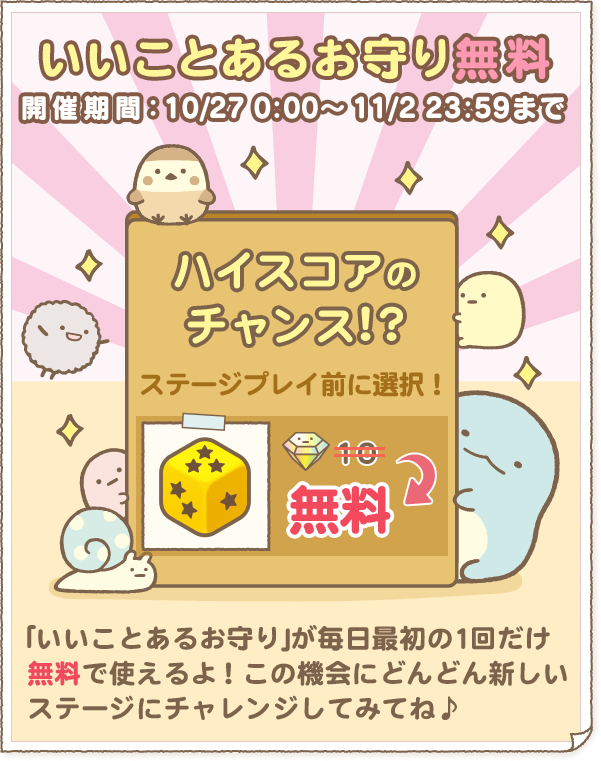 いいことあるお守り無料
開催期間：10/27 0:00〜11/2 23:59まで
ハイスコアの
チャンス!?
ステージプレイ前に選択！
10
無料
「いいことあるお守り」が毎日最初の1回だけ
無料で使えるよ！この機会にどんどん新しい
ステージにチャレンジしてみてね♪